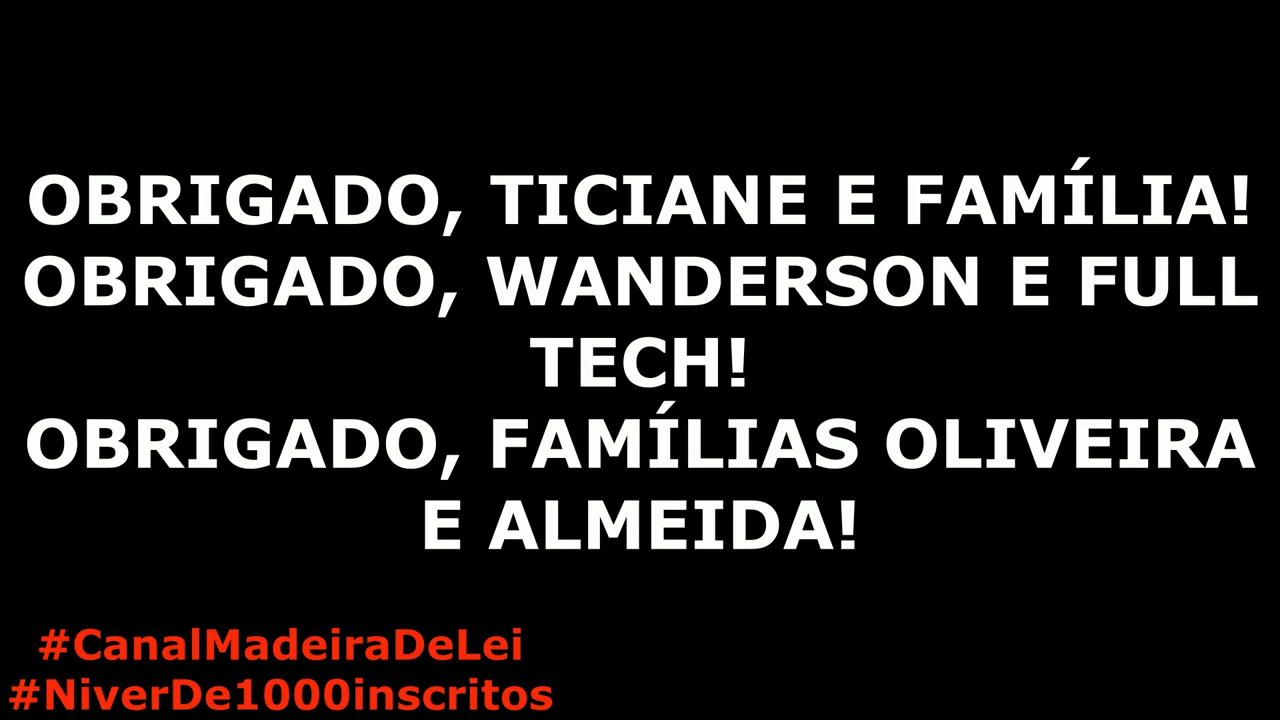 OBRIGADO, TICIANE E FAMÍLIA!
OBRIGADO, WANDERSON E FULL
TECH!
OBRIGADO, FAMÍLIAS OLIVEIRA
E ALMEIDA!
#CanalMadeiraDeLei
#NiverDe1000inscritos